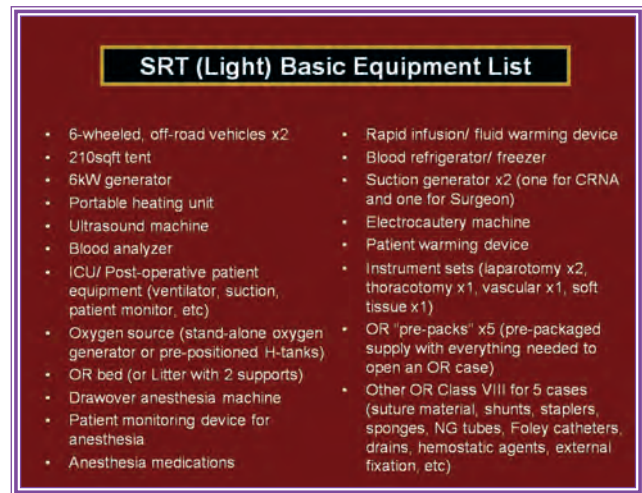 SRT (Light) Basic Equipment List
• 6-wheeled, off-road vehicles x2
• 210sqft tent
• 6kW generator
• Portable heating unit
• Ultrasound machine
• Blood analyzer
• ICU/ Post-operative patient
equipment (ventilator, suction,
patient monitor, etc)
• Oxygen source (stand-alone oxygen
generator or pre-positioned H-tanks)
• OR bed (or Litter with 2 supports)
• Drawover anesthesia machine
• Patient monitoring device for
anesthesia
• Anesthesia medications
• Rapid infusion/ fluid warming device
• Blood refrigerator/ freezer
• Suction generator x2 (one for CRNA
and one for Surgeon)
• Electrocautery machine
• Patient warming device
• Instrument sets (laparotomy x2,
thoracotomy x1, vascular x1, soft
tissue x1)
• OR "pre-packs" x5 (pre-packaged
supply with everything needed to
open an OR case)
• Other OR Class VIII for 5 cases
(suture material, shunts, staplers,
sponges, NG tubes, Foley catheters,
drains, hemostatic agents, external
fixation, etc)